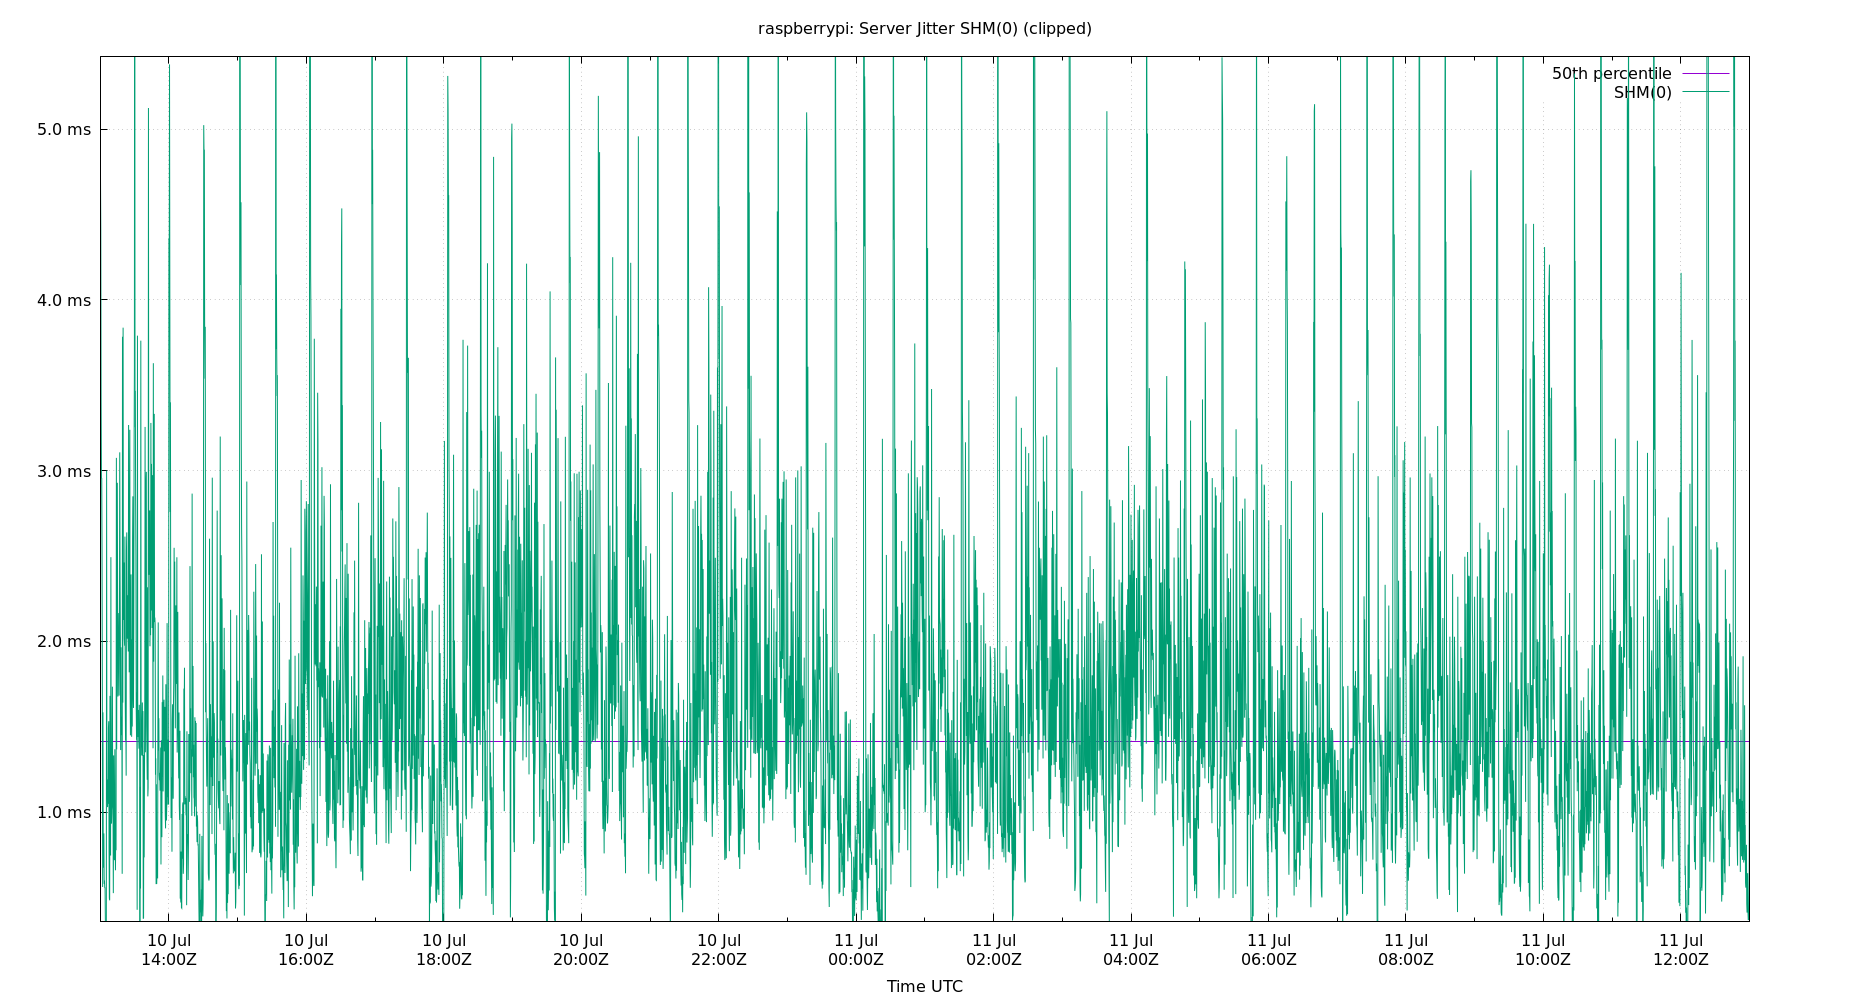 raspberrypi: Server Jitter SHM(0) (clipped)
50th percentile
SHM(0)
5.0 ms
4.0 ms
3.0 ms
2.0 ms
1.0 ms
10 Jul 10 Jul 10 Jul 10 Jul 10 Jul 11 Jul 11 Jul 11 Jul 11 Jul 11 Jul 11 Jul 11 Jul
14:00Z 16:00Z 18:00Z 20:00Z 22:00Z 00:00Z 02:00Z 04:00Z 06:00Z 08:00Z 10:00Z 12:00Z
Time UTC